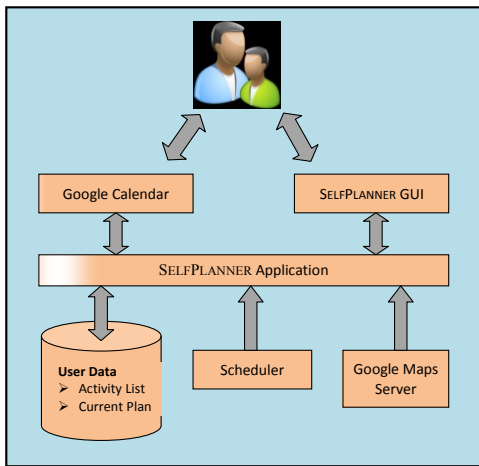 Google Calendar
SELFPLANNER GUI
SELFPLANNER Application
User Data
➢ Activity List
➢ Current Plan
Scheduler
Google Maps
Server